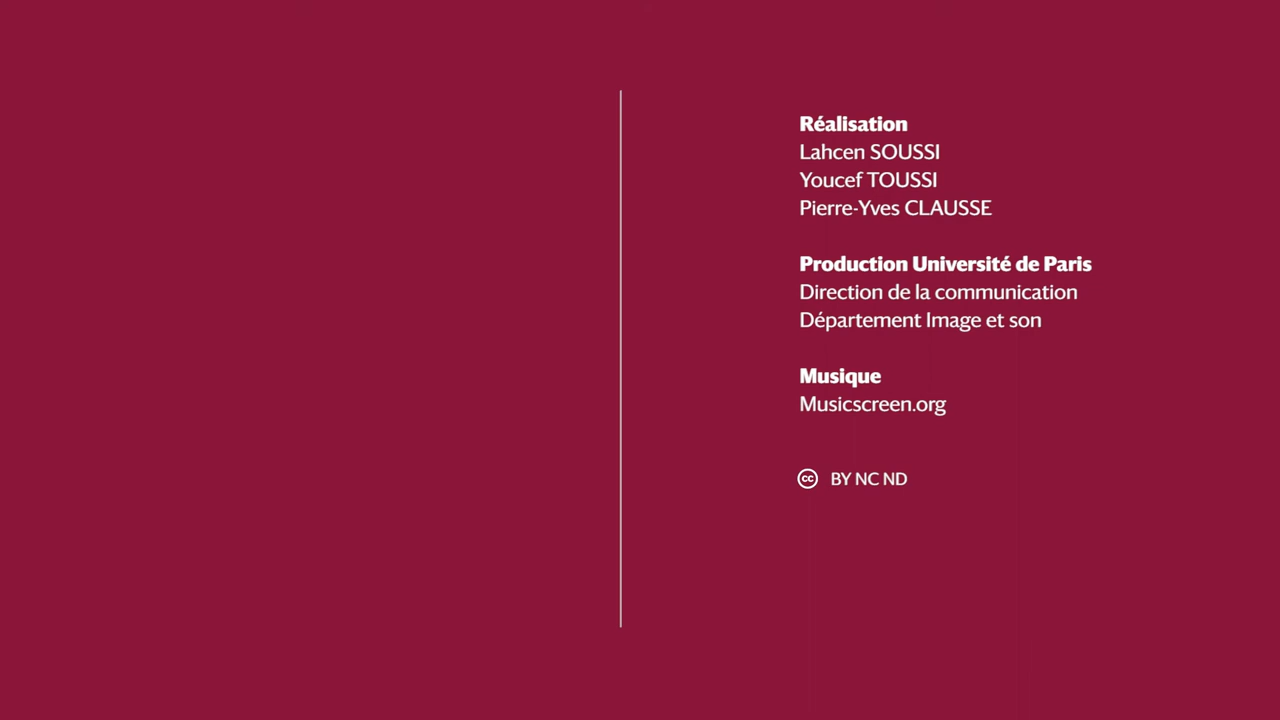 Réalisation
Lahcen SOUSSI
Youcef TOUSSI
Pierre-Yves CLAUSSE
Production Université de Paris
Direction de la communication
Département Image et son
Musique
Musicscreen.org
cc BY NC ND